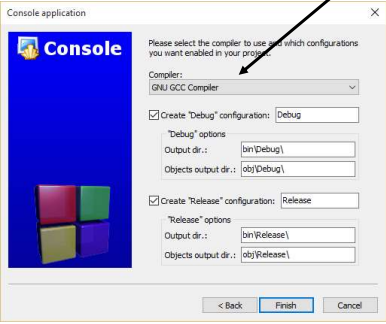 Console application
Console
Please select the compiler to use and which configurations
you want enabled in your project.
Compiler:
GNU GCC Compiler
Create "Debug" configuration: Debug
"Debug" options
Output dir.: bin\Debug\
Objects output dir.: obj\Debug\
Create "Release" configuration: Release
"Release" options
Output dir.: bin\Release\
Objects output dir.: obj\Release\
< Back Finish Cancel